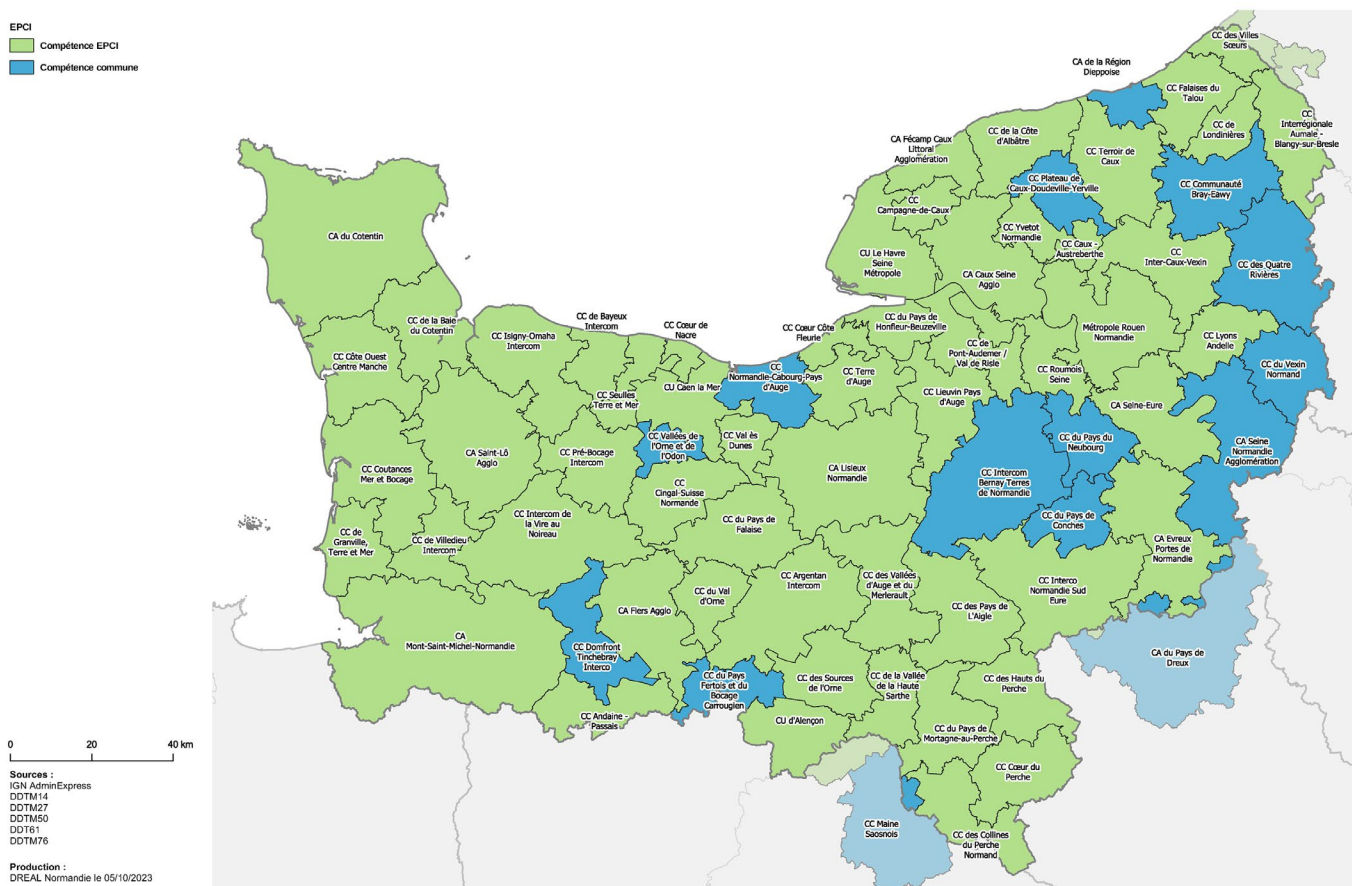 EPCI
Compétence EPCI
Compétence commune
CC des Villes
Sœurs
CA de la Région
Dieppoise
CC Falaises du
Talou
CC
Interrégionale
Aumale -
Blangy-sur-Bresle
CC de
Londinières
CA Fécamp Caux
Littoral
Agglomération
CC de la Côte
d'Albâtre
CC Terroir de
Caux
CC Plateau de
Caux-Doudeville-Yerville
CC Communauté
Bray-Eawy
CC
Campagne-de-Caux
CC Yvetot
Normandie
CC Caux -
Austreberthe
CC
Inter-Caux-Vexin
CA du Cotentin
CU Le Havre
Seine
Métropole
CA Caux Seine
Agglo
CC des Quatre
Rivières
CC de la Baie
du Cotentin
CC Isigny-Omaha
Intercom
CC de Bayeux
Intercom
CC Cœur de
Nacre
CC Cœur Côte
Fleurie
CC du Pays de
Honfleur-Beuzeville
CC de
Pont-Audemer /
Val de Risle
Métropole Rouen
Normandie
CC Lyons
Andelle
CC Côte Ouest
Centre Manche
CC
Normandie-Cabourg-Pays
d'Auge
CC Terre
d'Auge
CC Roumois
Seine
CC du Vexin
Normand
CC Seulles
Terre et Mer
CU Caen la Mer
CC Lieuvin Pays
d'Auge
CA Seine-Eure
CC Vallées de
l'Orne et de
l'Odon
CC Val ès
Dunes
CC du Pays du
Neubourg
CA Seine
Normandie
Agglomération
CA Saint-Lô
Agglo
CC Pré-Bocage
Intercom
CC Coutances
Mer et Bocage
CA Lisieux
Normandie
CC Intercom
Bernay Terres
de Normandie
CC
Cingal-Suisse
Normande
CC du Pays de
Conches
CC de
Granville,
Terre et Mer
CC de Villedieu
Intercom
CC Intercom de
la Vire au
Noireau
CC du Pays de
Falaise
CA Evreux
Portes de
Normandie
CC Argentan
Intercom
CC des Vallées
d'Auge et du
Merlerault
CC Interco
Normandie Sud
Eure
CA Flers Agglo
CC du Val
d'Orne
CC des Pays de
L'Aigle
CA
Mont-Saint-Michel-Normandie
CC Domfront
Tinchebray
Interco
CA du Pays de
Dreux
CC du Pays
Fertois et du
Bocage
Carrougien
CC des Sources
de l'Orne
CC de la Vallée
de la Haute
Sarthe
CC des Hauts du
Perche
CC Andaine -
Passais
CU d'Alençon
CC du Pays de
Mortagne-au-Perche
CC Cœur du
Perche
CC Maine
Saosnois
CC des Collines
du Perche
Normand
0 20 40 km
Sources :
IGN AdminExpress
DDTM14
DDTM27
DDTM50
DDT61
DDTM76
Production :
DREAL Normandie le 05/10/2023